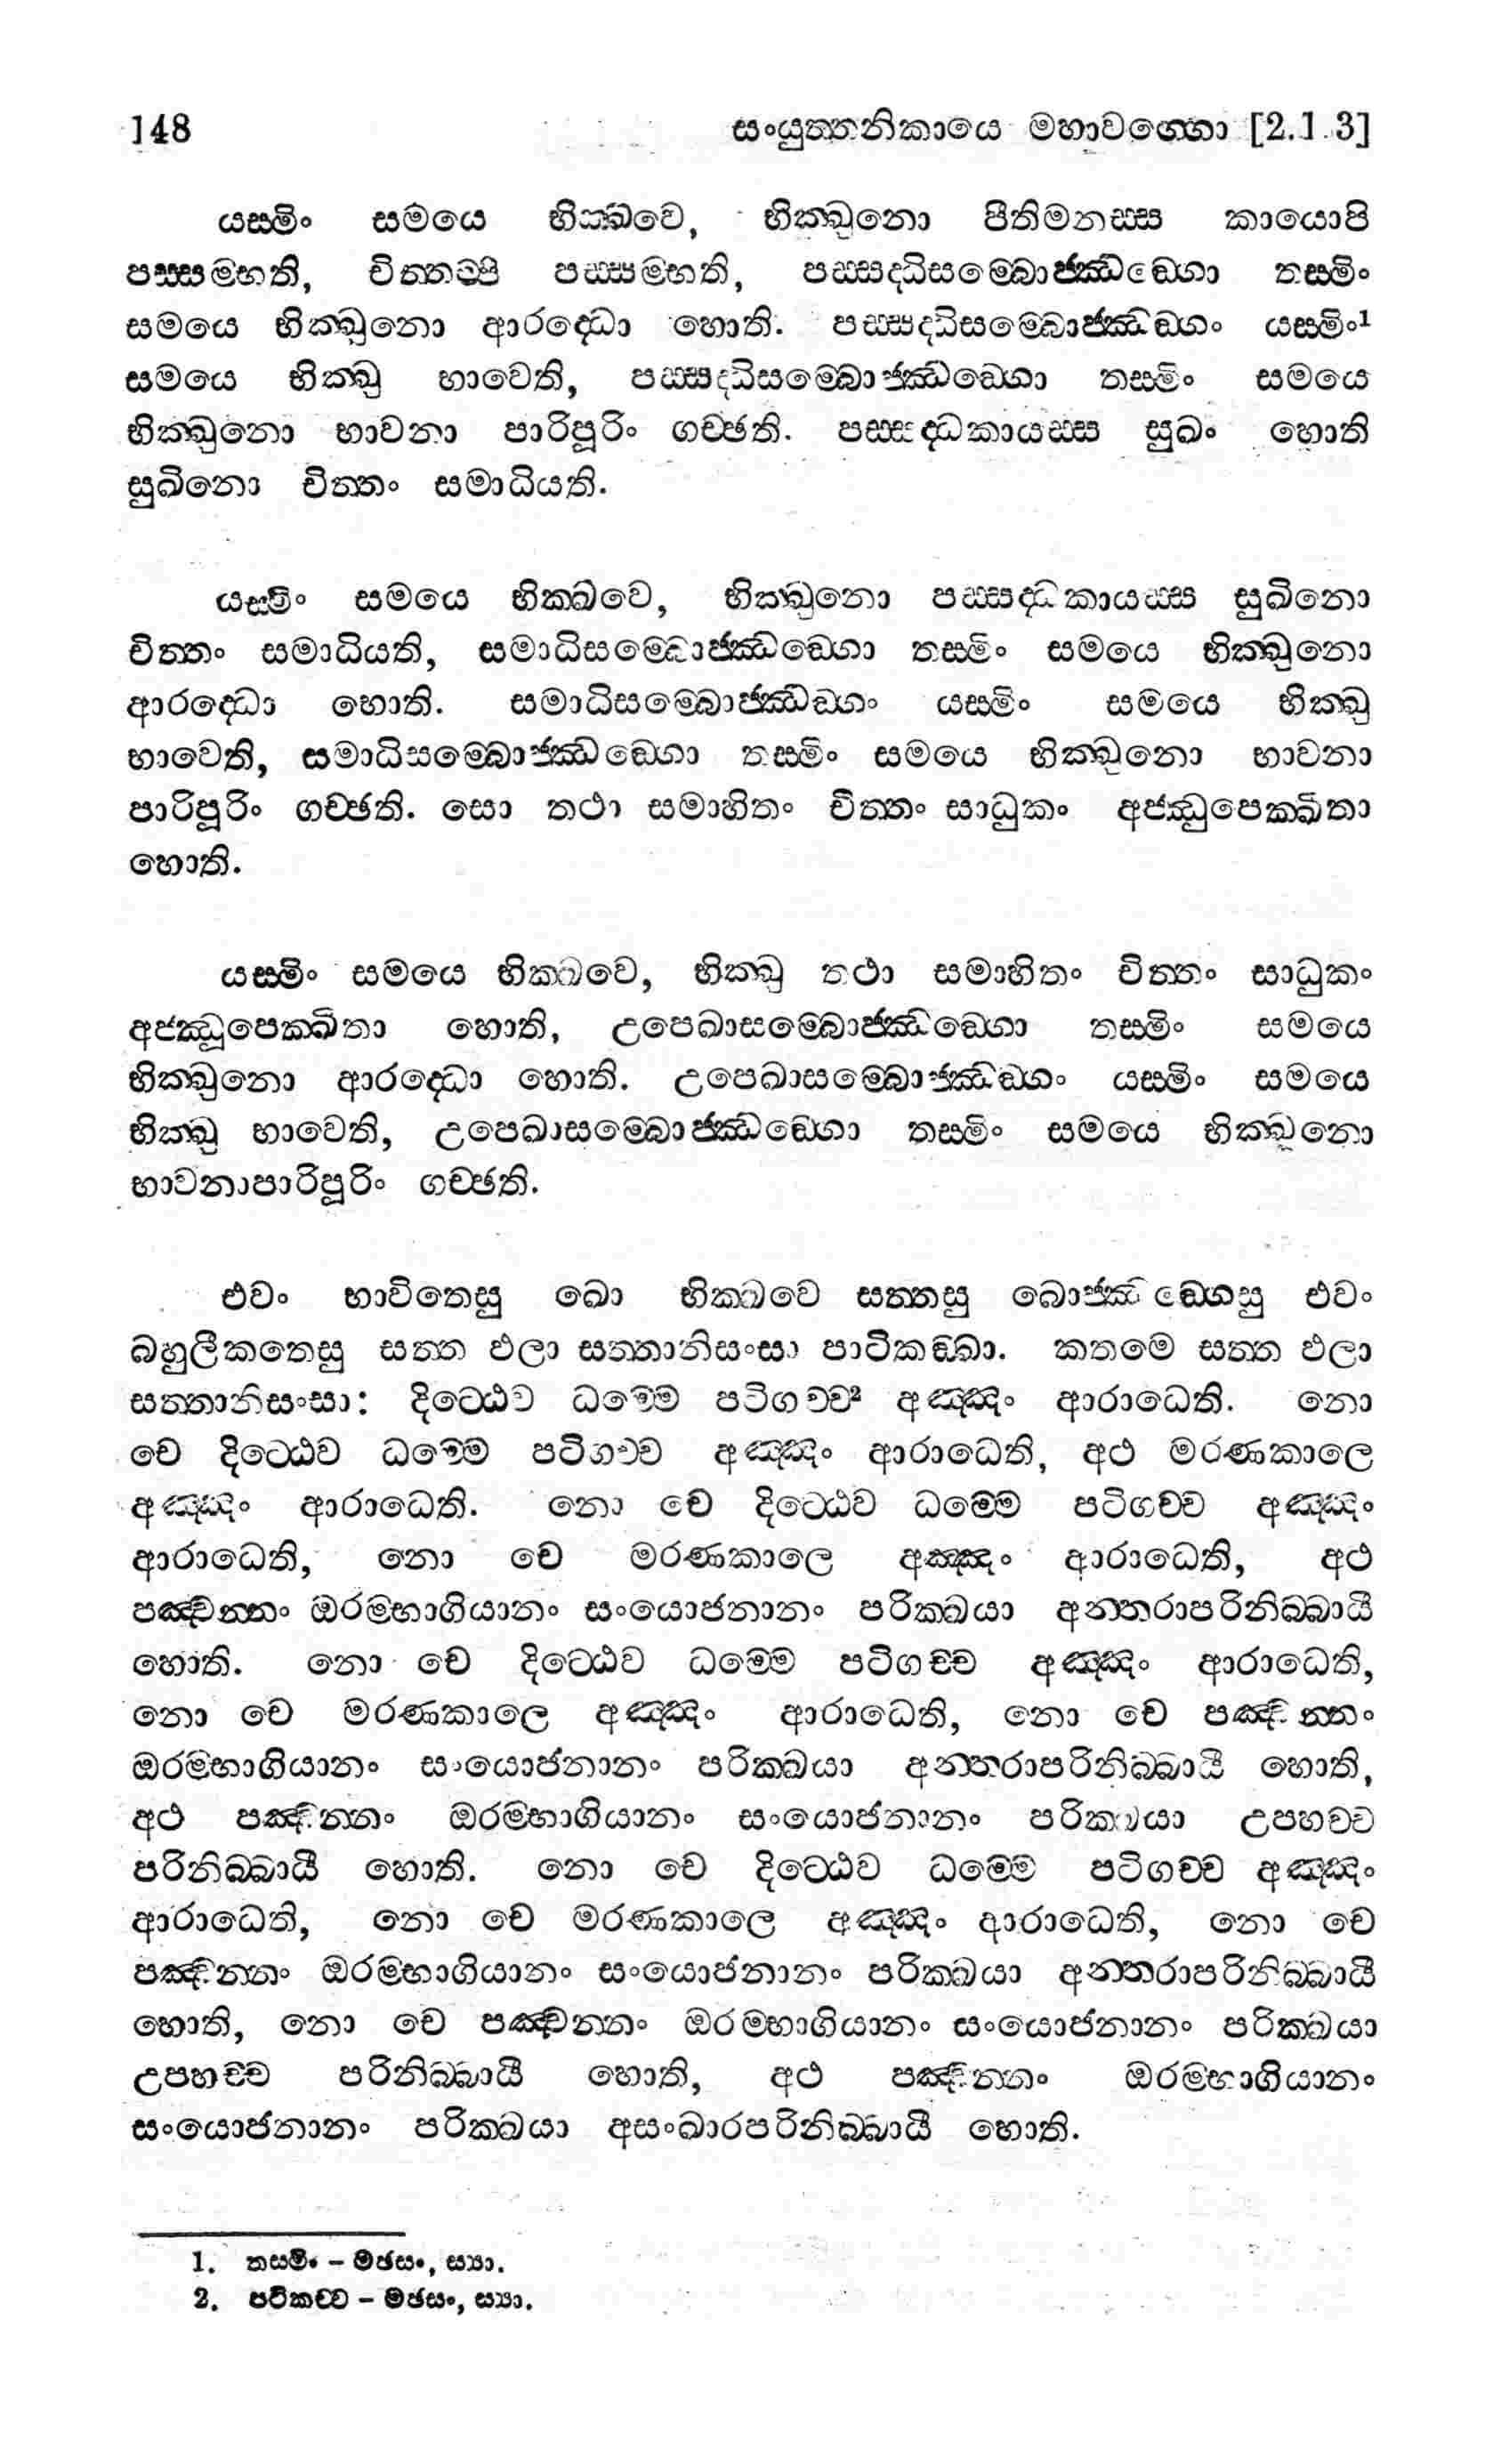 148 සංයුත්තනිකායෙ මහාවග්ගො [2.1.3]
යස්මිං සමයෙ භික්ඛවෙ, භික්ඛුනො පීතිමනස්ස කායොපි
පස්සම්භති, චිත්තම්පි පස්සම්භති, පස්සද්ධිසම්බොජ්ඣඞ්ගො තස්මිං
සමයෙ භික්ඛුනො ආරද්ධො හොති. පස්සද්ධිසම්බොජ්ඣඞ්ගං යස්මිං¹
සමයෙ භික්ඛු භාවෙති, පස්සද්ධිසම්බොජ්ඣඞ්ගො තස්මිං සමයෙ
භික්ඛුනො භාවනා පාරිපූරිං ගච්ඡති. පස්සද්ධකායස්ස සුඛං හොති
සුඛිනො චිත්තං සමාධියති.
යස්මිං සමයෙ භික්ඛවෙ, භික්ඛුනො පස්සද්ධකායස්ස සුඛිනො
චිත්තං සමාධියති, සමාධිසම්බොජ්ඣඞ්ගො තස්මිං සමයෙ භික්ඛුනො
ආරද්ධො හොති. සමාධිසම්බොජ්ඣඞ්ගං යස්මිං සමයෙ භික්ඛු
භාවෙති, සමාධිසම්බොජ්ඣඞ්ගො තස්මිං සමයෙ භික්ඛුනො භාවනා
පාරිපූරිං ගච්ඡති. සො තථා සමාහිතං චිත්තං සාධුකං අජ්ඣුපෙක්ඛිතා
හොති.
යස්මිං සමයෙ භික්ඛවෙ, භික්ඛු තථා සමාහිතං චිත්තං සාධුකං
අජ්ඣූපෙක්ඛිතා හොති, උපෙඛාසම්බොජ්ඣඞ්ගො තස්මිං සමයෙ
භික්ඛුනො ආරද්ධො හොති. උපෙඛාසම්බොජ්ඣඞ්ගං යස්මිං සමයෙ
භික්ඛු භාවෙති, උපෙඛාසම්බොජ්ඣඞ්ගො තස්මිං සමයෙ භික්ඛුනො
භාවනාපාරිපූරිං ගච්ඡති.
එවං භාවිතෙසු ඛො භික්ඛවෙ සත්තසු බොජ්ඣඞ්ගෙසු එවං
බහුලීකතෙසු සත්ත ඵලා සත්තානිසංසා පාටිකඞ්ඛා. කතමෙ සත්ත ඵලා
සත්තානිසංසා: දිට්ඨෙව ධම්මෙ පටිගච්ච² අඤ්ඤං ආරාධෙති. නො
චෙ දිට්ඨෙව ධම්මෙ පටිගච්ච අඤ්ඤං ආරාධෙති, අථ මරණකාලෙ
අඤ්ඤං ආරාධෙති. නො චෙ දිට්ඨෙව ධම්මෙ පටිගච්ච අඤ්ඤං
ආරාධෙති, නො චෙ මරණකාලෙ අඤ්ඤං ආරාධෙති, අථ
පඤ්චන්නං ඔරම්භාගියානං සංයොජනානං පරික්ඛයා අන්තරාපරිනිබ්බායී
හොති. නො චෙ දිට්ඨෙව ධම්මෙ පටිගච්ච අඤ්ඤං ආරාධෙති,
නො චෙ මරණකාලෙ අඤ්ඤං ආරාධෙති, නො චෙ පඤ්චන්නං
ඔරම්භාගියානං සංයොජනානං පරික්ඛයා අන්තරාපරිනිබ්බායී හොති,
අථ පඤ්චන්නං ඔරම්භාගියානං සංයොජනානං පරික්ඛයා උපහච්ච
පරිනිබ්බායී හොති. නො චෙ දිට්ඨෙව ධම්මෙ පටිගච්ච අඤ්ඤං
ආරාධෙති, නො චෙ මරණකාලෙ අඤ්ඤං ආරාධෙති, නො චෙ
පඤ්චන්නං ඔරම්භාගියානං සංයොජනානං පරික්ඛයා අන්තරාපරිනිබ්බායී
හොති, නො චෙ පඤ්චන්නං ඔරම්භාගියානං සංයොජනානං පරික්ඛයා
උපහච්ච පරිනිබ්බායී හොති, අථ පඤ්චන්නං ඔරම්භාගියානං
සංයොජනානං පරික්ඛයා අසංඛාරපරිනිබ්බායී හොති.
1. තස්මිං – මජසං, ස්‍යා.
2. පටිකච්ච – මජසං, ස්‍යා.